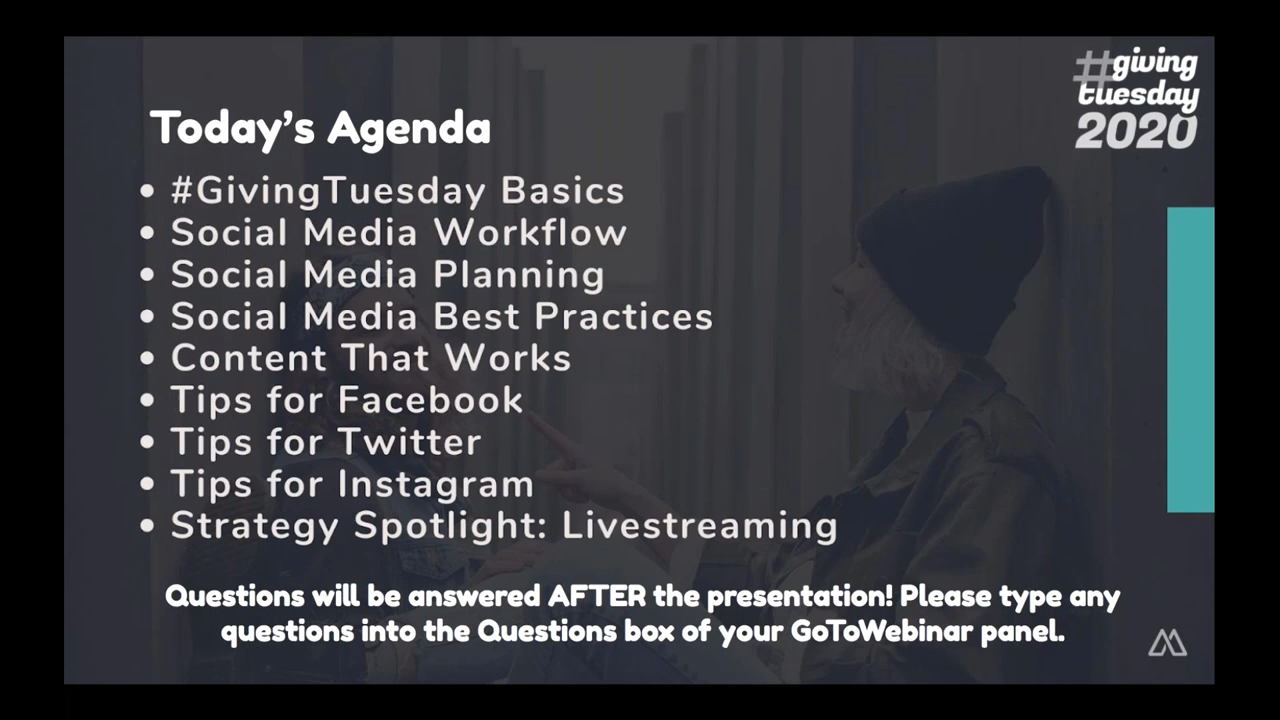 #giving
tuesday
2020
Today's Agenda
• #GivingTuesday Basics
• Social Media Workflow
• Social Media Planning
• Social Media Best Practices
• Content That Works
• Tips for Facebook
• Tips for Twitter
• Tips for Instagram
• Strategy Spotlight: Livestreaming
Questions will be answered AFTER the presentation! Please type any
questions into the Questions box of your GoToWebinar panel.